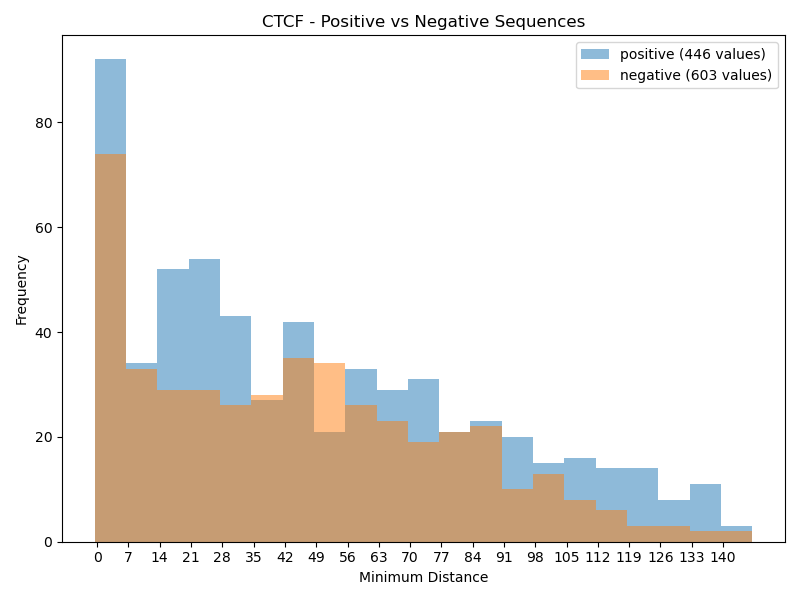 CTCF - Positive vs Negative Sequences
positive (446 values)
negative (603 values)
Frequency
80
60
40
20
0
0 7 14 21 28 35 42 49 56 63 70 77 84 91 98 105 112 119 126 133 140
Minimum Distance